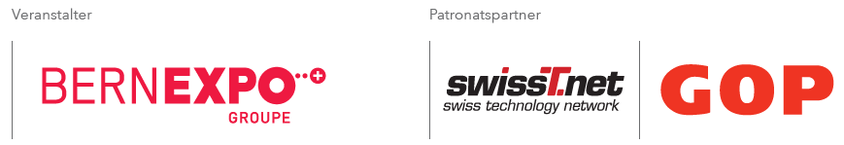 Veranstalter
BERNEXPO
GROUPE
Patronatspartner
swissT.net
swiss technology network
GOP